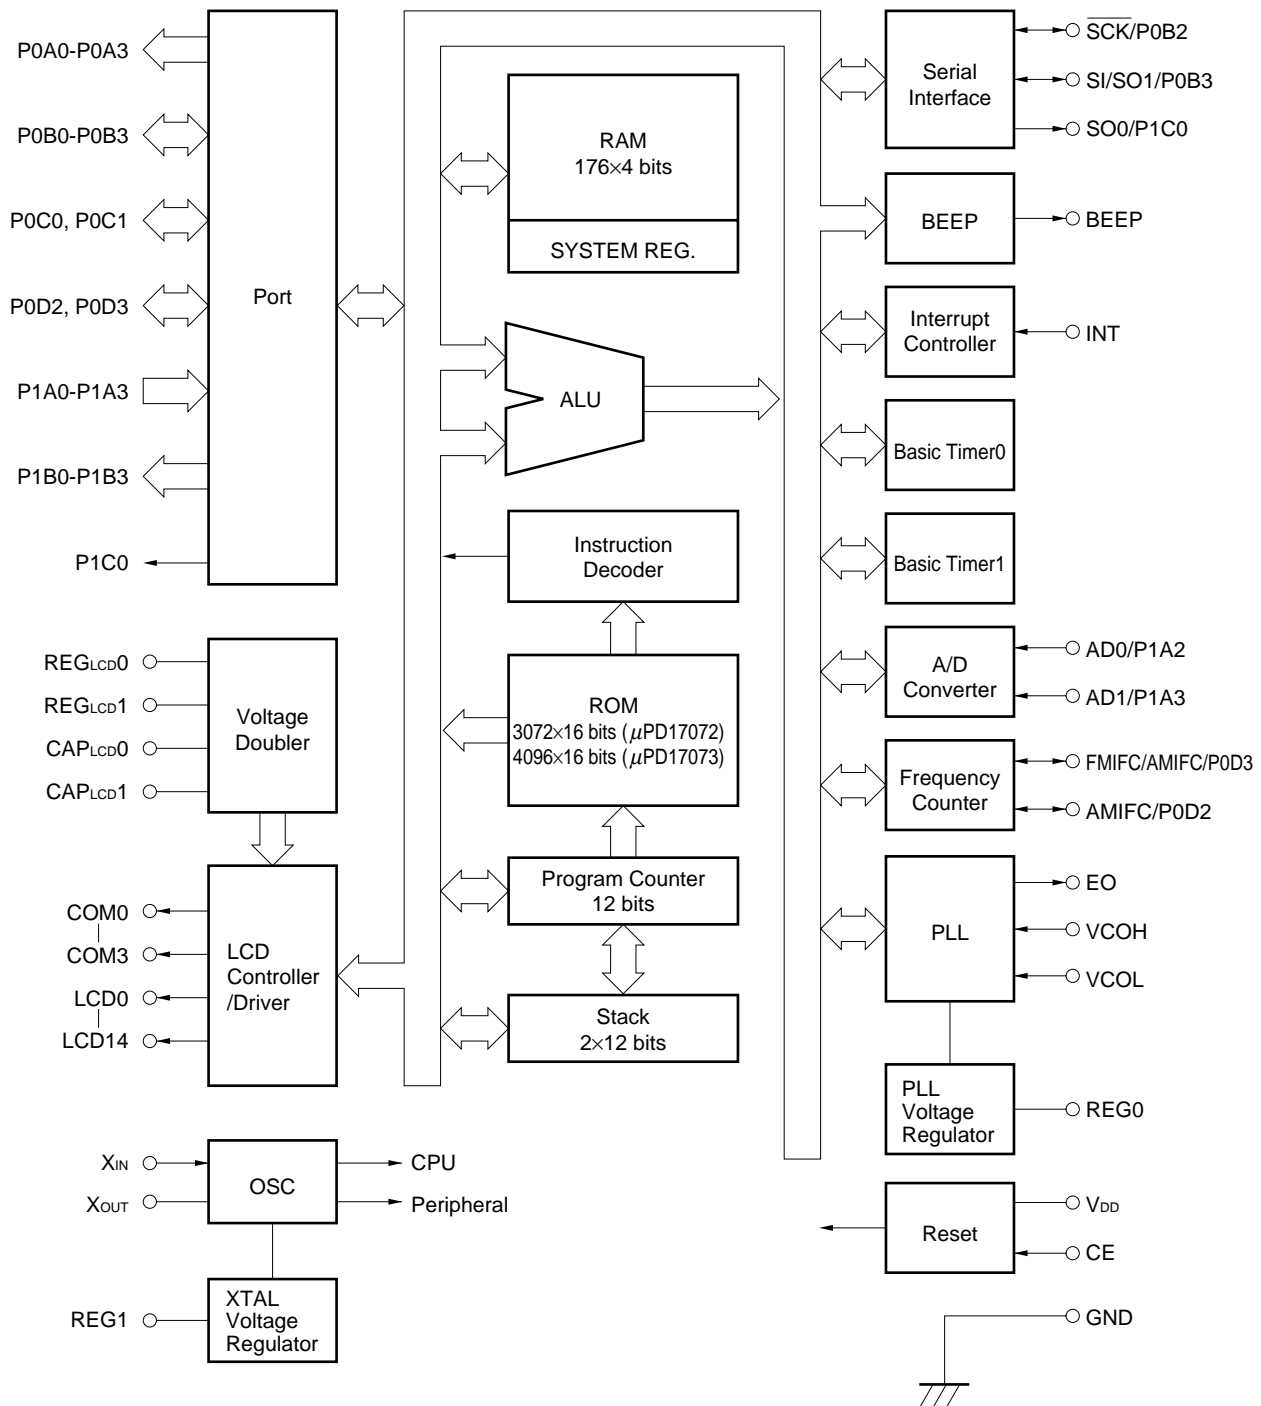 P0A0-P0A3
P0B0-P0B3
P0C0, P0C1
P0D2, P0D3
P1A0-P1A3
P1B0-P1B3
P1C0
Port
REGLCD0
REGLCD1
CAPLCD0
CAPLCD1
Voltage
Doubler
COM0
COM3
LCD0
LCD14
LCD
Controller
/Driver
XIN
XOUT
OSC
CPU
Peripheral
REG1
XTAL
Voltage
Regulator
RAM
176×4 bits
SYSTEM REG.
ALU
Instruction
Decoder
ROM
3072×16 bits (μPD17072)
4096×16 bits (μPD17073)
Program Counter
12 bits
Stack
2×12 bits
Serial
Interface
S̅C̅K̅/P0B2
SI/SO1/P0B3
SO0/P1C0
BEEP
BEEP
Interrupt
Controller
INT
Basic Timer0
Basic Timer1
A/D
Converter
AD0/P1A2
AD1/P1A3
Frequency
Counter
FMIFC/AMIFC/P0D3
AMIFC/P0D2
PLL
EO
VCOH
VCOL
PLL
Voltage
Regulator
REG0
Reset
VDD
CE
GND